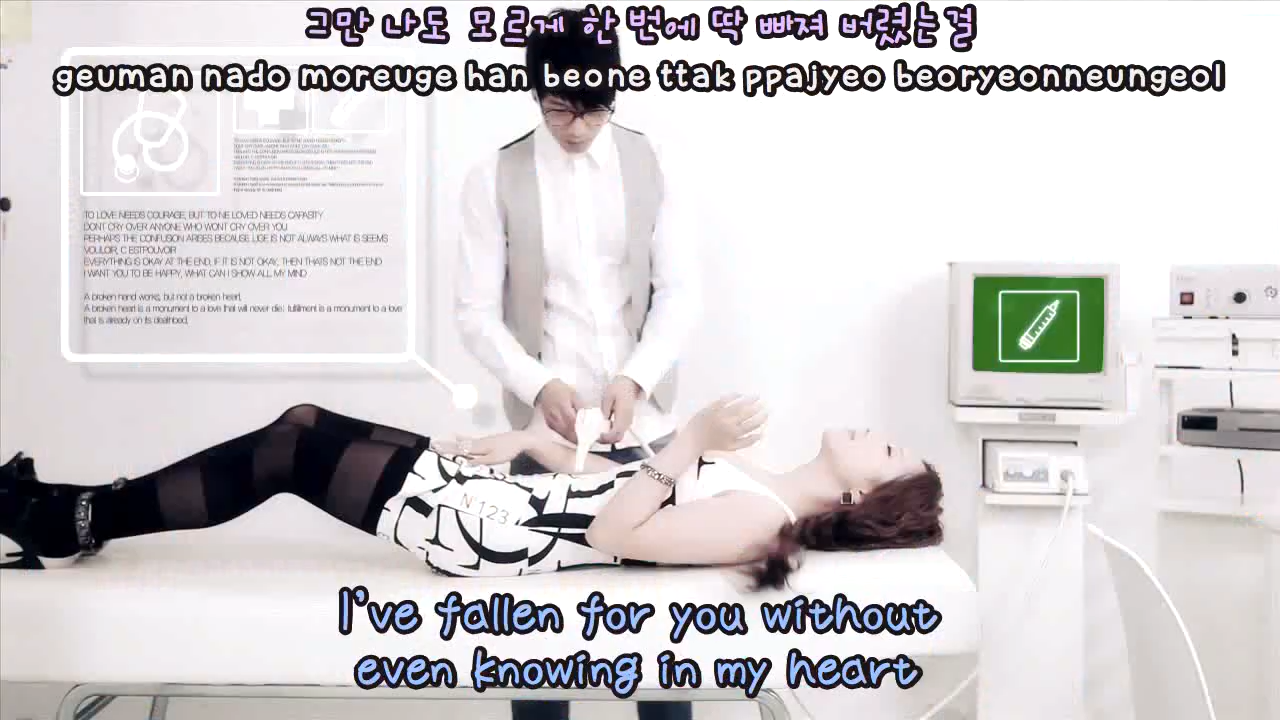 그만 나도 모르게 한 번에 딱 빠져 버렸는걸
geuman nado moreuge han beone ttak ppajyeo beoryeonneungeol
TO LOVE NEEDS COURAGE, BUT TO NE LOVED NEEDS CAPASITY
DONT CRY OVER ANYONE WHO WONT CRY OVER YOU
PERHAPS THE CONFUSION ARISES BECAUSE LIGE IS NOT ALWAYS WHAT IS SEEMS
VOULOIR, C ESTPOUVOIR
EVERYTHING IS OKAY AT THE END, IF IT IS NOT OKAY, THEN THATS NOT THE END
I WANT YOU TO BE HAPPY, WHAT CAN I SHOW ALL MY MIND
A broken hand works, but not a broken heart.
A broken heart is a monument to a love that will never die; fulfillment is a monument to a love
that is already on its deathbed.
N°123
I've fallen for you without
even knowing in my heart